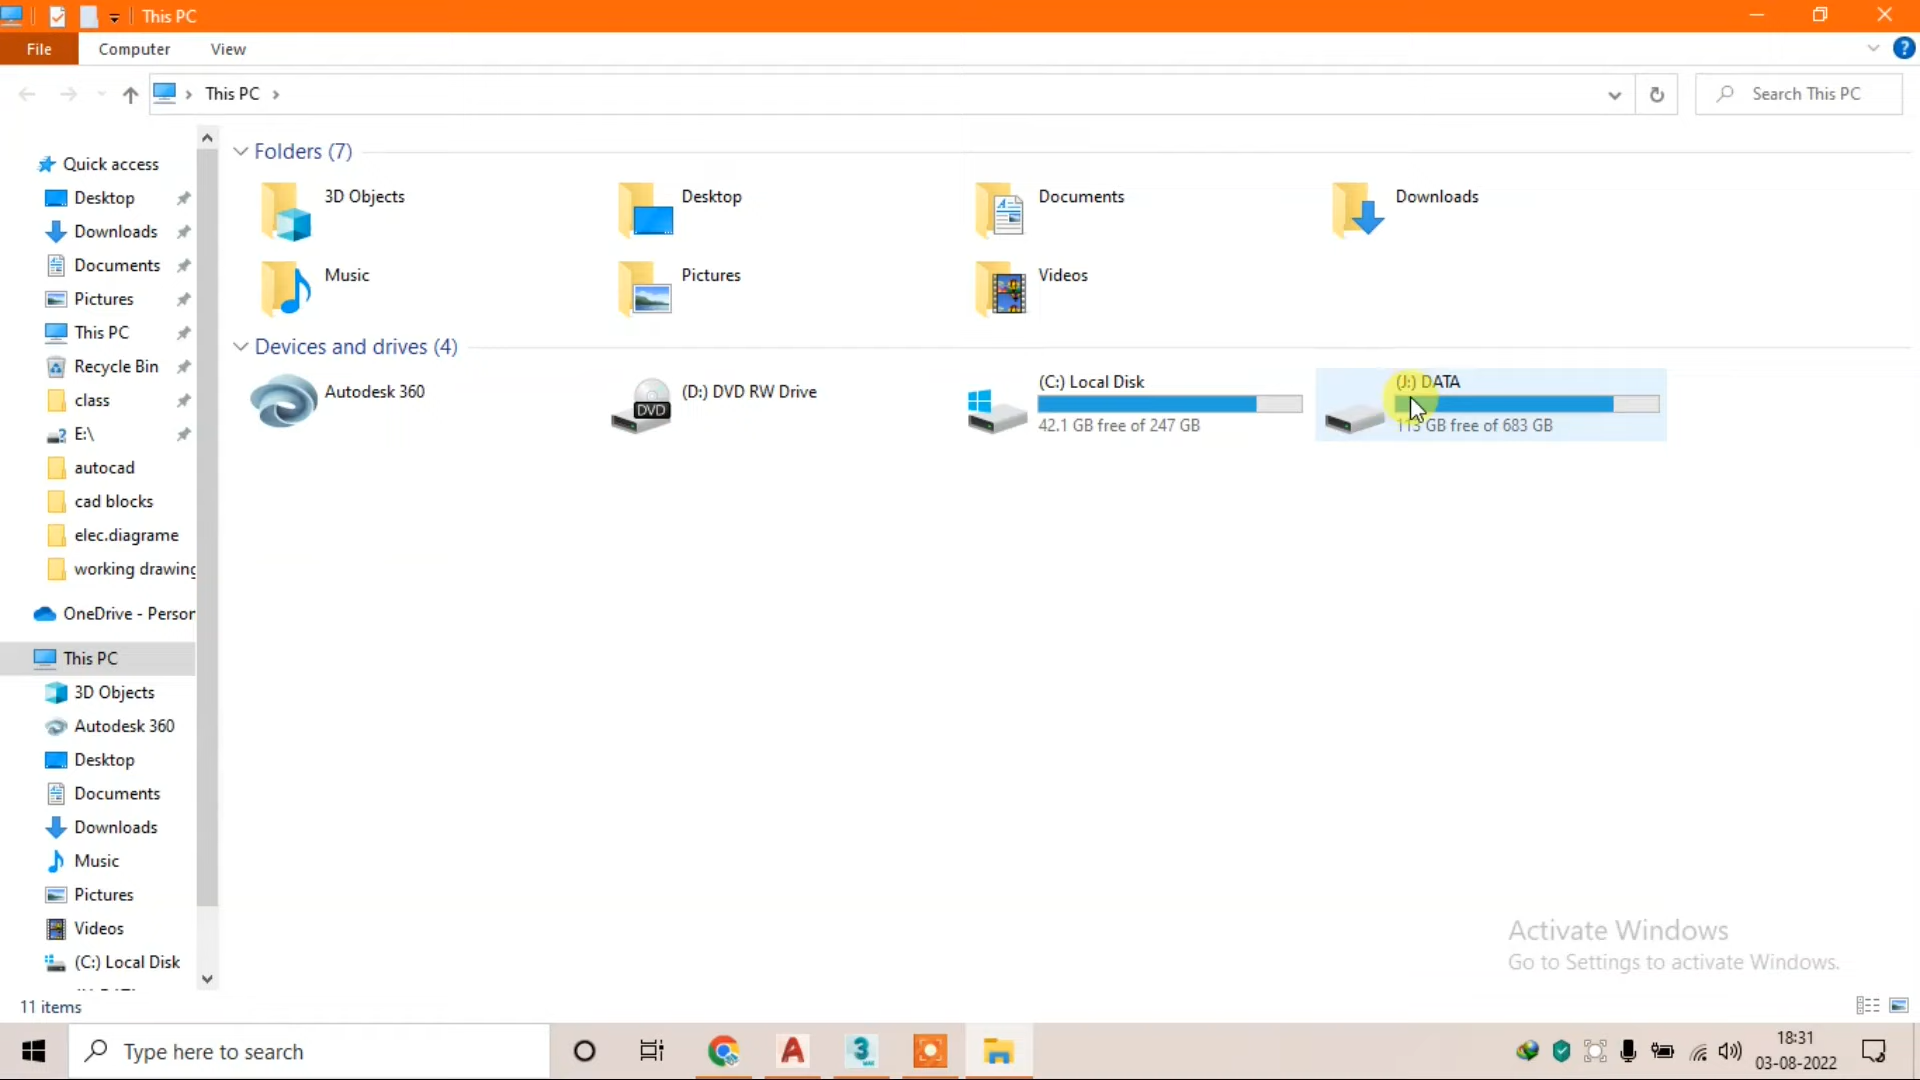 This PC
File
Computer
View
This PC
Search This PC
Quick access
Desktop
Downloads
Documents
Pictures
This PC
Recycle Bin
class
E:\
autocad
cad blocks
elec.diagrame
working drawing
OneDrive - Person
This PC
3D Objects
Autodesk 360
Desktop
Documents
Downloads
Music
Pictures
Videos
(C:) Local Disk
Folders (7)
3D Objects
Desktop
Documents
Downloads
Music
Pictures
Videos
Devices and drives (4)
Autodesk 360
(D:) DVD RW Drive
DVD
(C:) Local Disk
42.1 GB free of 247 GB
(J:) DATA
113 GB free of 683 GB
Activate Windows
Go to Settings to activate Windows.
11 items
Type here to search
18:31
03-08-2022